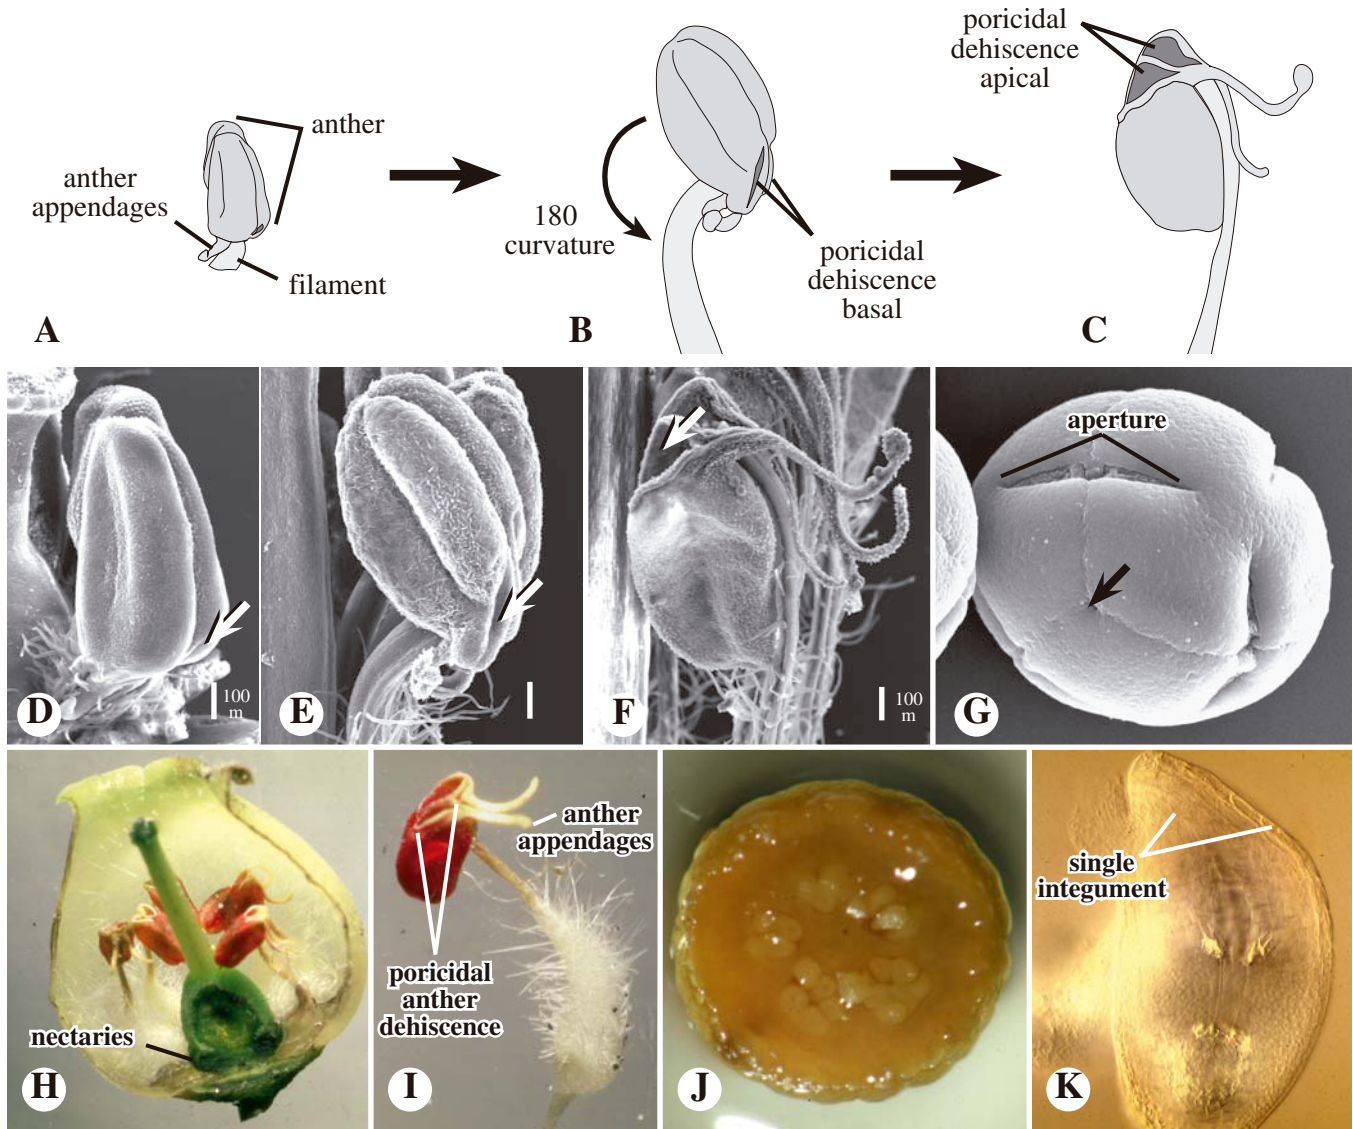 anther
anther
appendages
filament
A
180
curvature
poricidal
dehiscence
basal
B
poricidal
dehiscence
apical
C
100
m
D
E
100
m
F
aperture
G
nectaries
H
anther
appendages
poricidal
anther
dehiscence
I
J
single
integument
K